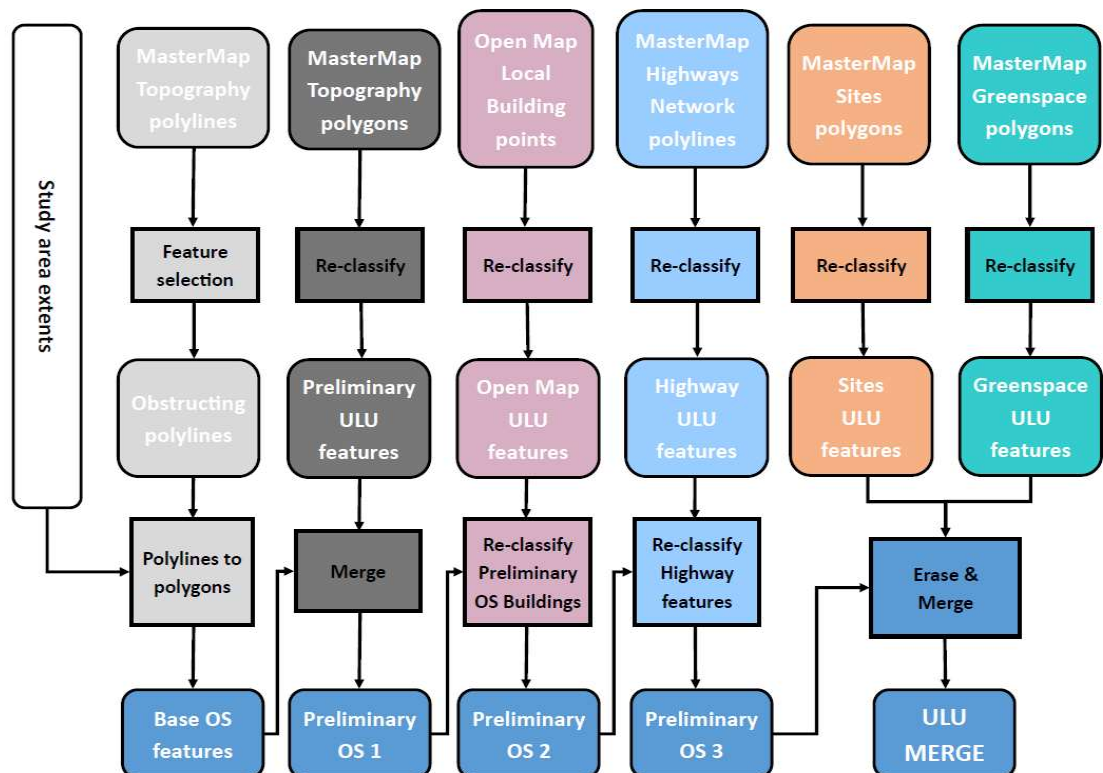 Study area extents
MasterMap
Topography
polylines
MasterMap
Topography
polygons
Open Map
Local
Building
points
MasterMap
Highways
Network
polylines
MasterMap
Sites
polygons
MasterMap
Greenspace
polygons
Feature
selection
Re-classify
Re-classify
Re-classify
Re-classify
Re-classify
Obstructing
polylines
Preliminary
ULU
features
Open Map
ULU
features
Highway
ULU
features
Sites
ULU
features
Greenspace
ULU
features
Polylines to
polygons
Merge
Re-classify
Preliminary
OS Buildings
Re-classify
Highway
features
Erase &
Merge
Base OS
features
Preliminary
OS 1
Preliminary
OS 2
Preliminary
OS 3
ULU
MERGE